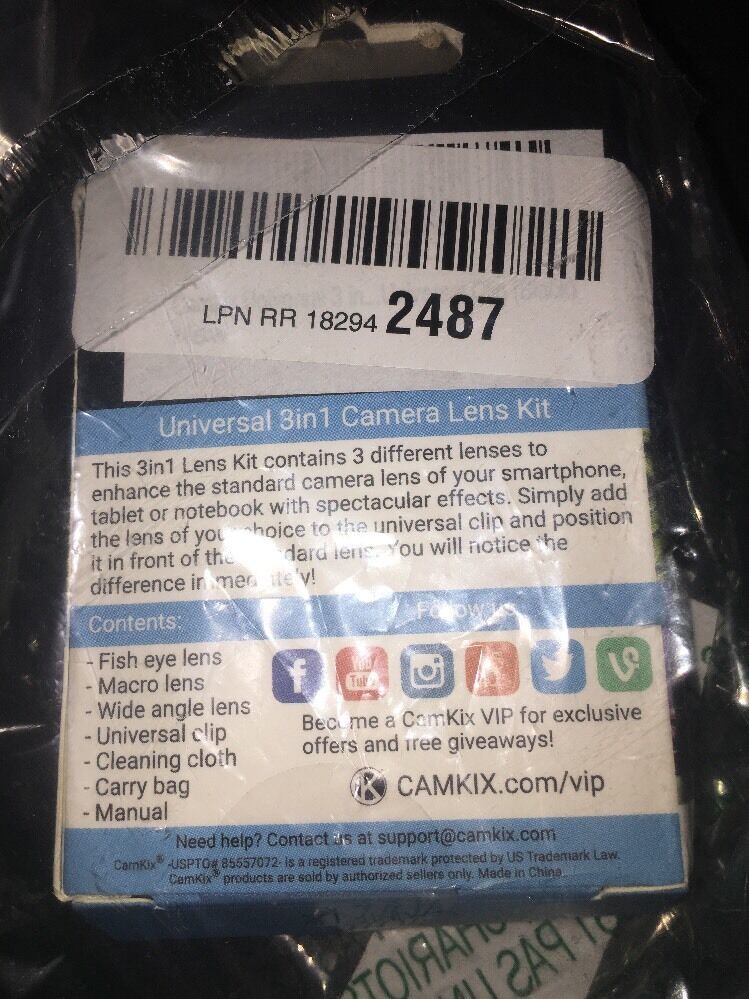 LPN RR 18294 2487
Universal 3in1 Camera Lens Kit
This 3in1 Lens Kit contains 3 different lenses to
enhance the standard camera lens of your smartphone,
tablet or notebook with spectacular effects. Simply add
the lens of your choice to the universal clip and position
it in front of the standard lens. You will notice the
difference immediately!
Contents:
Follow us
- Fish eye lens
- Macro lens
- Wide angle lens
- Universal clip
- Cleaning cloth
- Carry bag
- Manual
You
Tube
Become a CamKix VIP for exclusive
offers and free giveaways!
CAMKIX.com/vip
Need help? Contact us at support@camkix.com
CamKix® -USPTO# 85557072- is a registered trademark protected by US Trademark Law.
CamKix® products are sold by authorized sellers only. Made in China.
PAS UN